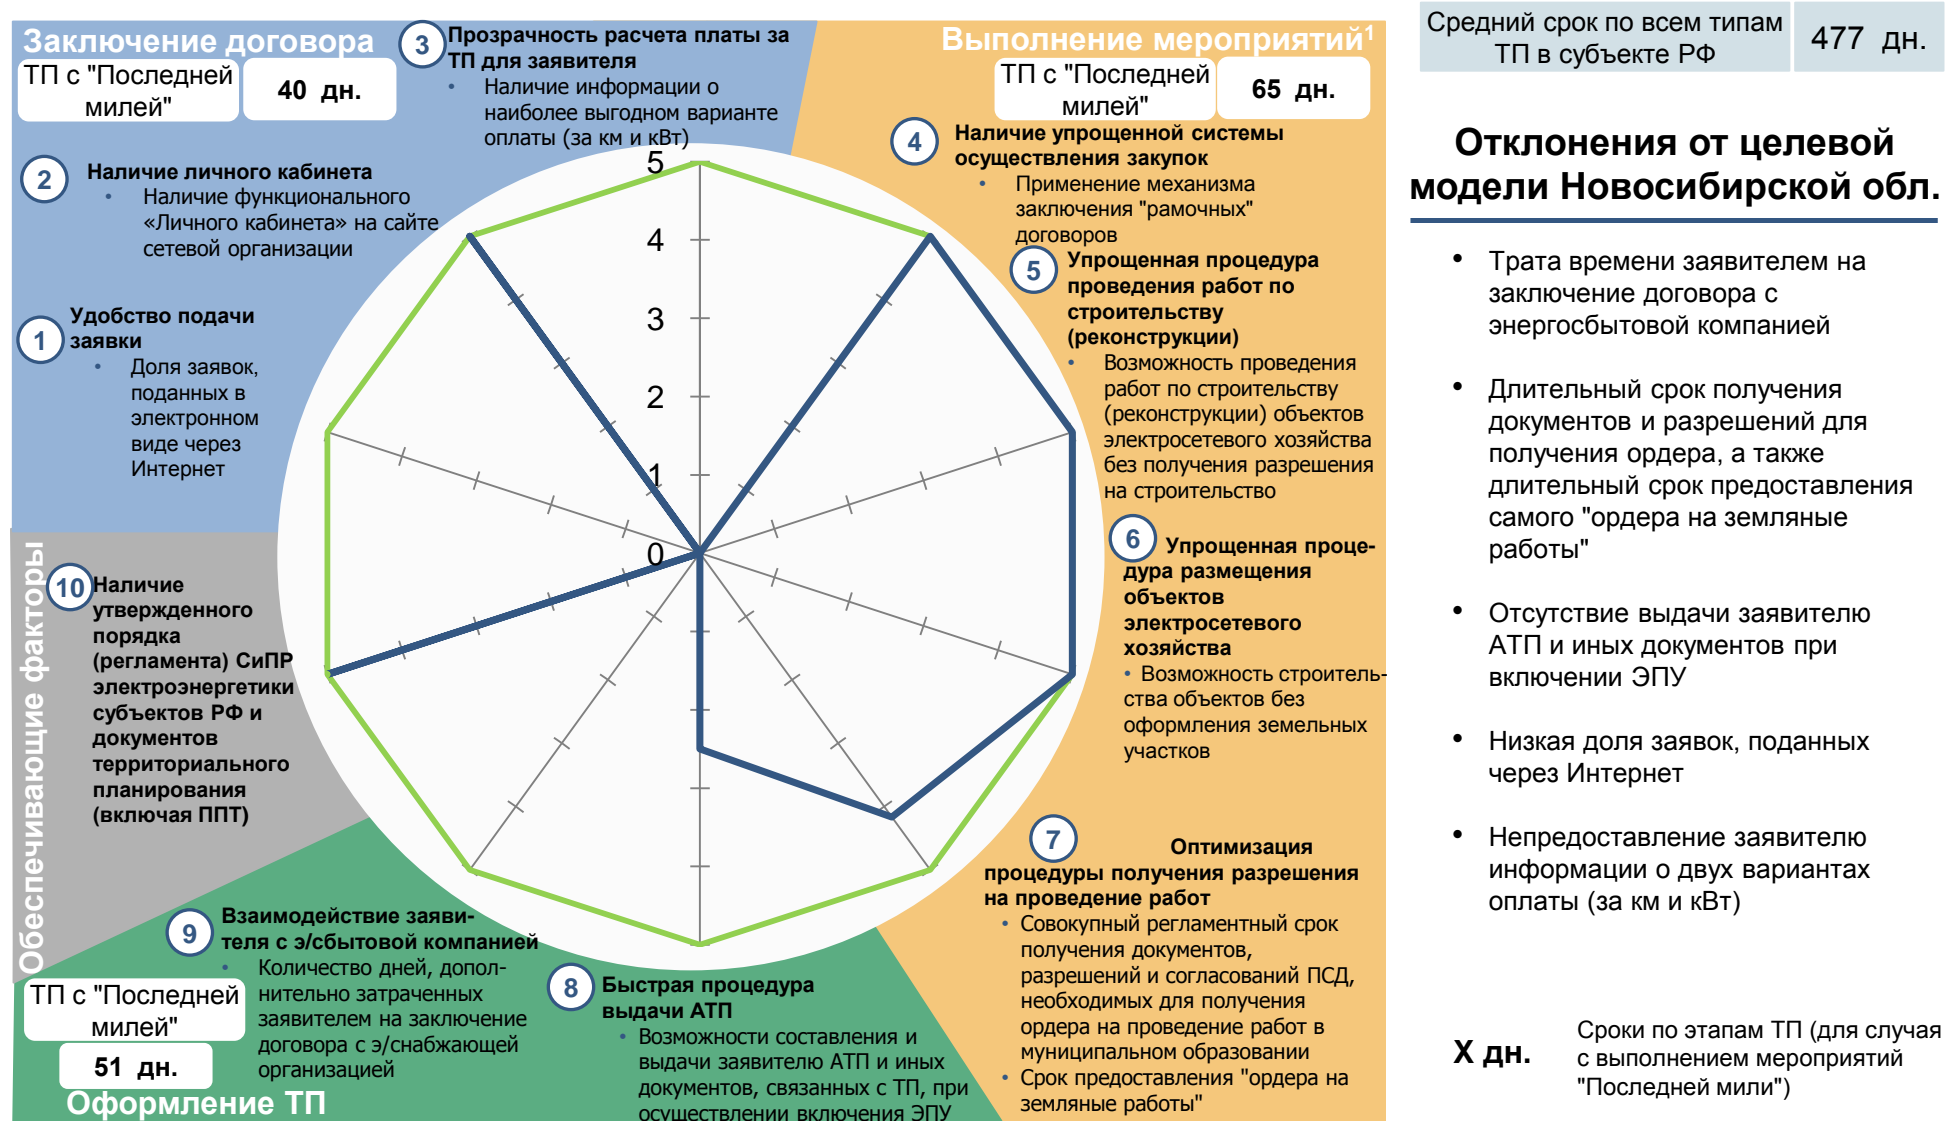 Заключение договора
ТП с "Последней
милей"
40 дн.
3
Прозрачность расчета платы за
ТП для заявителя
• Наличие информации о
наиболее выгодном варианте
оплаты (за км и кВт)
2
Наличие личного кабинета
• Наличие функционального
«Личного кабинета» на сайте
сетевой организации
1
Удобство подачи
заявки
• Доля заявок,
поданных в
электронном
виде через
Интернет
Выполнение мероприятий¹
ТП с "Последней
милей"
65 дн.
4
Наличие упрощенной системы
осуществления закупок
• Применение механизма
заключения "рамочных"
договоров
5
Упрощенная процедура
проведения работ по
строительству
(реконструкции)
• Возможность проведения
работ по строительству
(реконструкции) объектов
электросетевого хозяйства
без получения разрешения
на строительство
6
Упрощенная проце-
дура размещения
объектов
электросетевого
хозяйства
• Возможность строитель-
ства объектов без
оформления земельных
участков
7
Оптимизация
процедуры получения разрешения
на проведение работ
• Совокупный регламентный срок
получения документов,
разрешений и согласований ПСД,
необходимых для получения
ордера на проведение работ в
муниципальном образовании
• Срок предоставления "ордера на
земляные работы"
5
4
3
2
1
0
Обеспечивающие факторы
10
Наличие
утвержденного
порядка
(регламента) СиПР
электроэнергетики
субъектов РФ и
документов
территориального
планирования
(включая ППТ)
9
Взаимодействие заяви-
теля с э/сбытовой компанией
• Количество дней, допол-
нительно затраченных
заявителем на заключение
договора с э/снабжающей
организацией
ТП с "Последней
милей"
51 дн.
Оформление ТП
8
Быстрая процедура
выдачи АТП
• Возможности составления и
выдачи заявителю АТП и иных
документов, связанных с ТП, при
осуществлении включения ЭПУ
Средний срок по всем типам
ТП в субъекте РФ
477 дн.
Отклонения от целевой
модели Новосибирской обл.
• Трата времени заявителем на
заключение договора с
энергосбытовой компанией
• Длительный срок получения
документов и разрешений для
получения ордера, а также
длительный срок предоставления
самого "ордера на земляные
работы"
• Отсутствие выдачи заявителю
АТП и иных документов при
включении ЭПУ
• Низкая доля заявок, поданных
через Интернет
• Непредоставление заявителю
информации о двух вариантах
оплаты (за км и кВт)
X дн.
Сроки по этапам ТП (для случая
с выполнением мероприятий
"Последней мили")